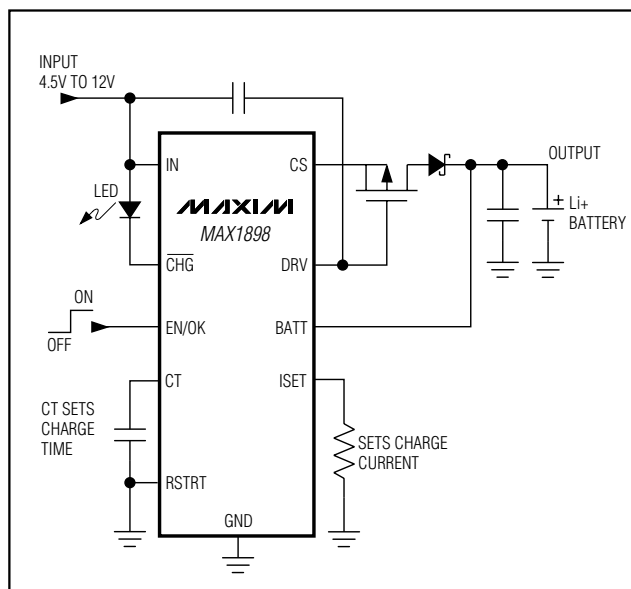 INPUT
4.5V TO 12V
IN
CS
OUTPUT
LED
MAXIM
MAX1898
+
Li+
BATTERY
CHG
DRV
ON
OFF
EN/OK
BATT
CT
ISET
CT SETS
CHARGE
TIME
SETS CHARGE
CURRENT
RSTRT
GND